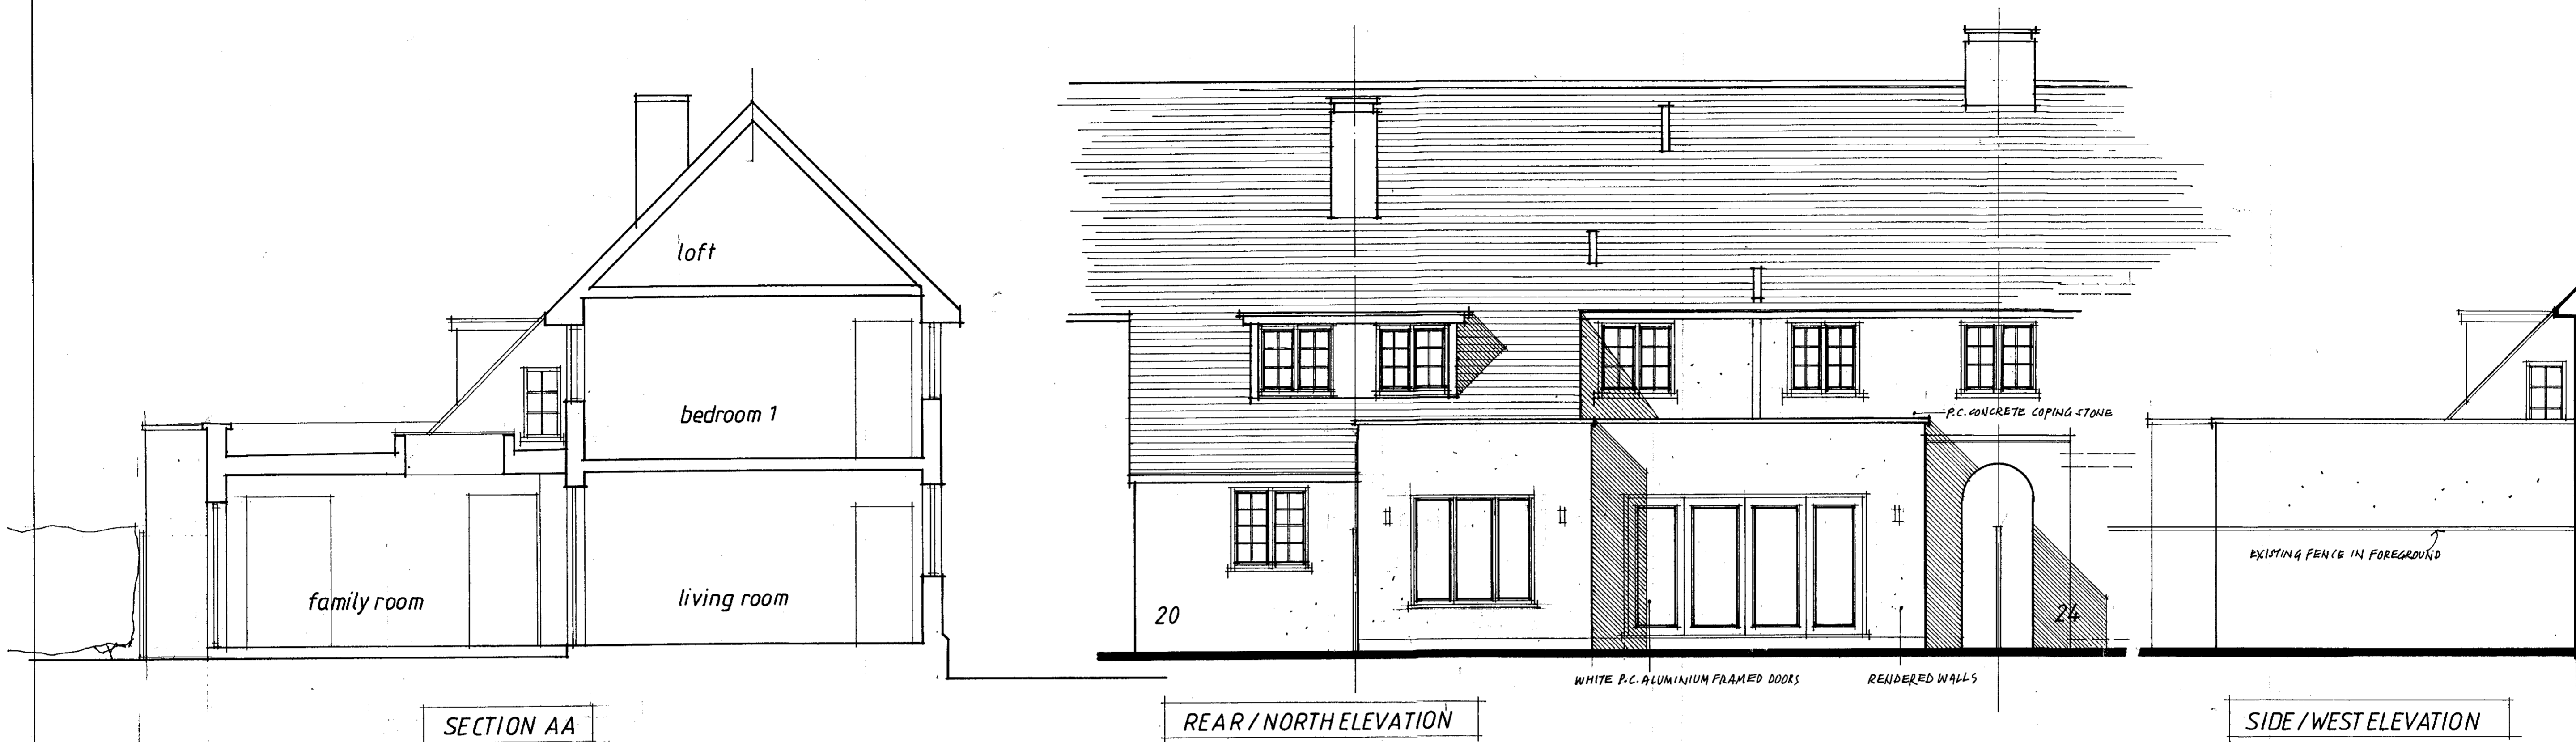 loft
bedroom 1
family room
living room
SECTION AA
P.C. CONCRETE COPING STONE
20
24
WHITE P.C. ALUMINIUM FRAMED DOORS
RENDERED WALLS
REAR / NORTH ELEVATION
EXISTING FENCE IN FOREGROUND
SIDE / WEST ELEVATION